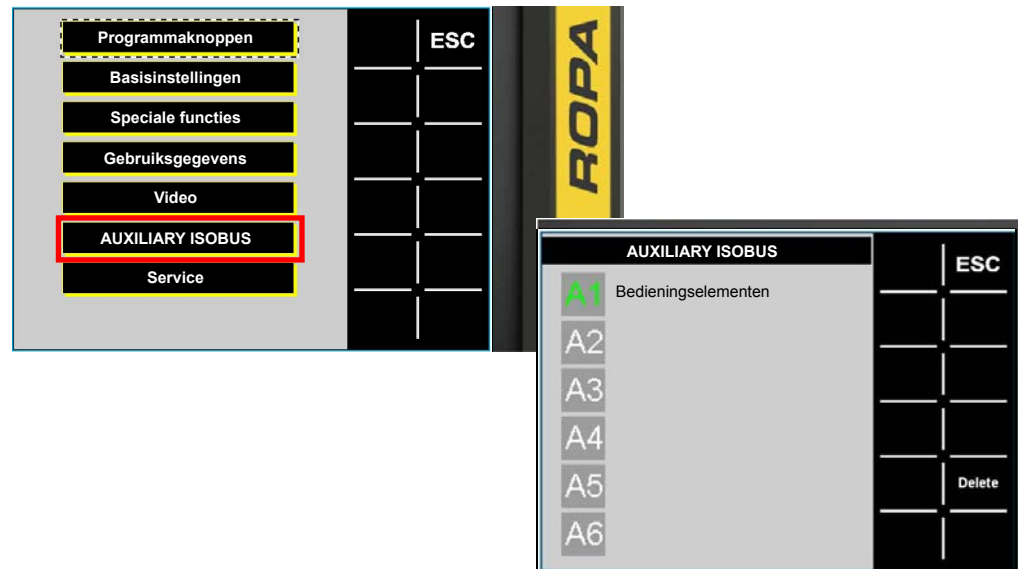 Programmaknoppen
ESC
Basisinstellingen
Speciale functies
Gebruiksgegevens
Video
AUXILIARY ISOBUS
Service
ROPA
AUXILIARY ISOBUS
ESC
A1 Bedieningselementen
A2
A3
A4
A5
Delete
A6